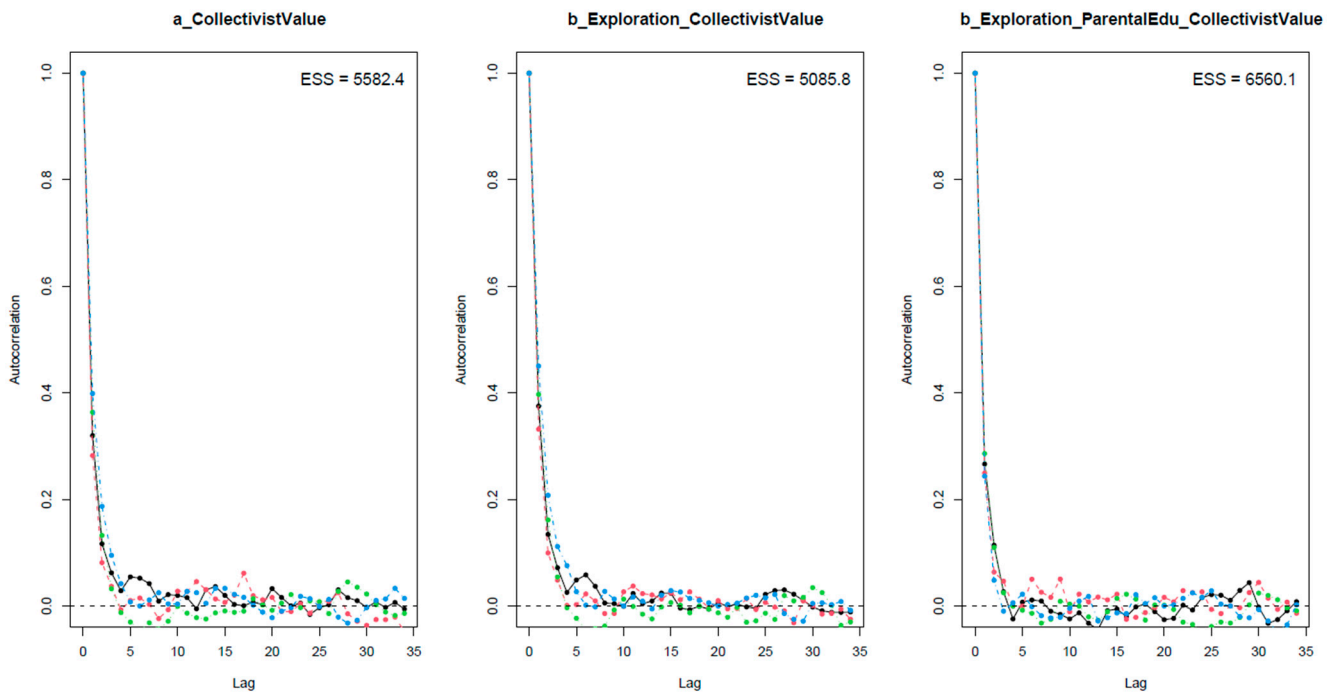 a_CollectivistValue
ESS = 5582.4
Autocorrelation
0.0
0.2
0.4
0.6
0.8
1.0
0 5 10 15 20 25 30 35
Lag
b_Exploration_CollectivistValue
ESS = 5085.8
Autocorrelation
0.0
0.2
0.4
0.6
0.8
1.0
0 5 10 15 20 25 30 35
Lag
b_Exploration_ParentalEdu_CollectivistValue
ESS = 6560.1
Autocorrelation
0.0
0.2
0.4
0.6
0.8
1.0
0 5 10 15 20 25 30 35
Lag